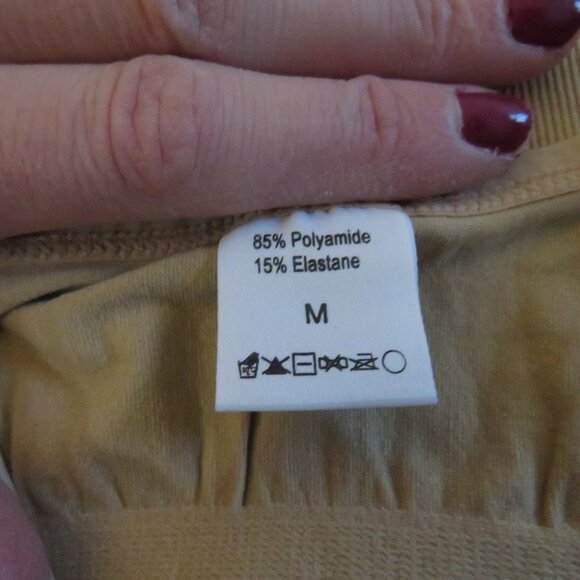 85% Polyamide
15% Elastane
M